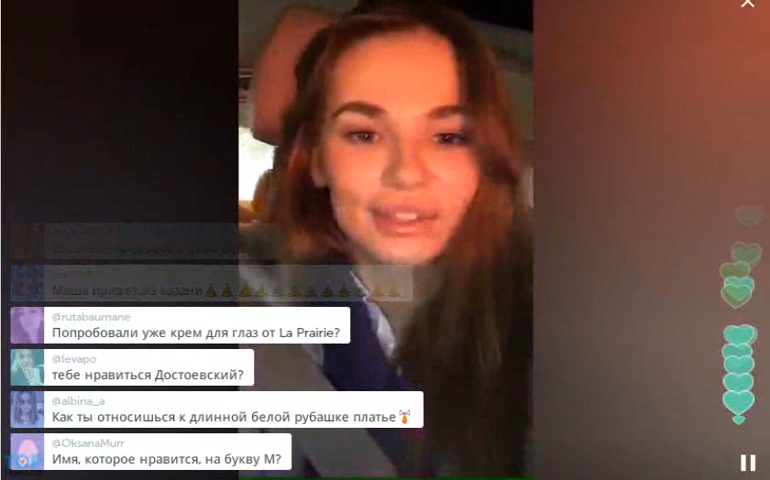 Маша привет, из казани
@rutabaumane
Попробовали уже крем для глаз от La Prairie?
@levapo
тебе нравиться Достоевский?
@albina_a
Как ты относишься к длинной белой рубашке платье
@OksanaMurr
Имя, которое нравится, на букву М?
TOP